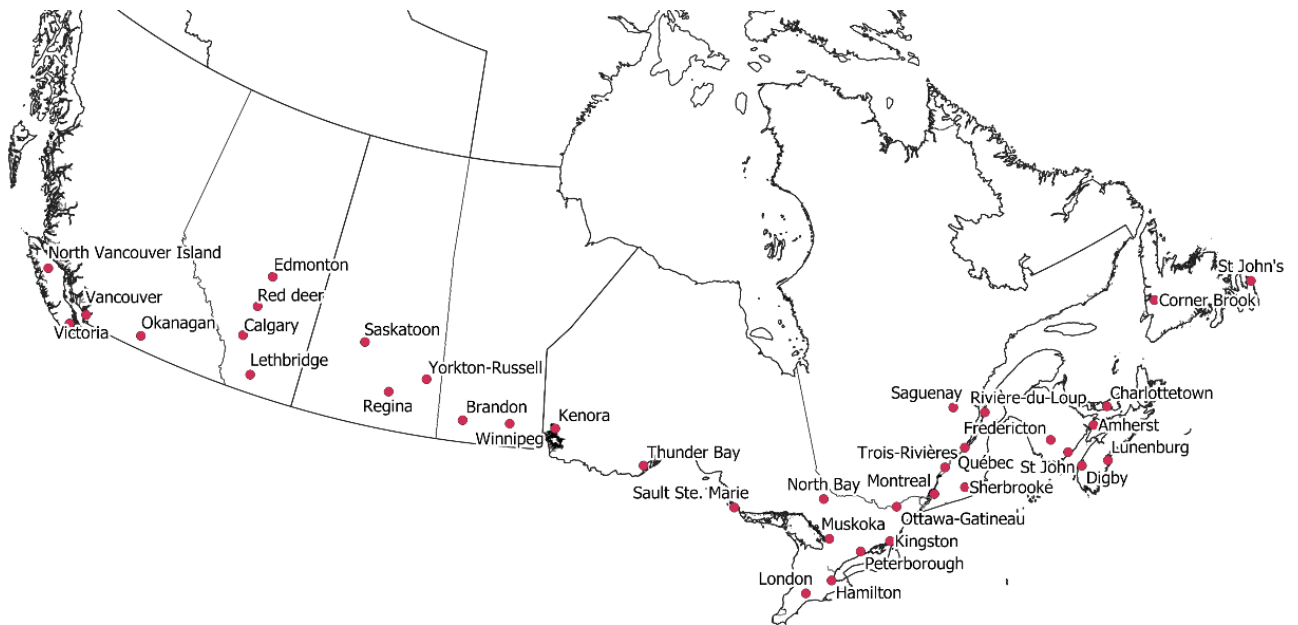 North Vancouver Island
Vancouver
Victoria
Okanagan
Edmonton
Red deer
Calgary
Lethbridge
Saskatoon
Yorkton-Russell
Regina
Brandon
Winnipeg
Kenora
Thunder Bay
Sault Ste. Marie
North Bay
Muskoka
London
Hamilton
Peterborough
Kingston
Ottawa-Gatineau
Montreal
Sherbrooke
Trois-Rivières
Québec
Saguenay
Rivière-du-Loup
Fredericton
St John
Digby
Lunenburg
Amherst
Charlottetown
Corner Brook
St John's